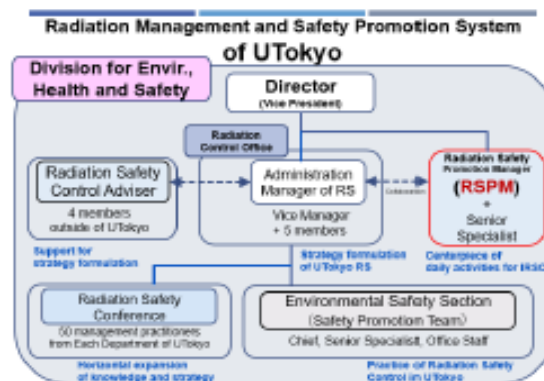 Radiation Management and Safety Promotion System
of UTokyo
Division for Envir.,
Health and Safety
Director
(Vice President)
Radiation
Control Office
Radiation Safety
Control Adviser
4 members
outside of UTokyo
Support for
strategy formulation
Administration
Manager of RS
Vice Manager
+ 5 members
Strategy formulation
of UTokyo RS
Collaboration
Radiation Safety
Promotion Manager
(RSPM)
+
Senior
Specialist
Centerpiece of
daily activities for IRSC
Radiation Safety
Conference
50 management practitioners
from Each Department of UTokyo
Horizontal expansion
of knowledge and strategy
Environmental Safety Section
(Safety Promotion Team)
Chief, Senior Specialist, Office Staff
Practice of Radiation Safety
Control im UTokyo